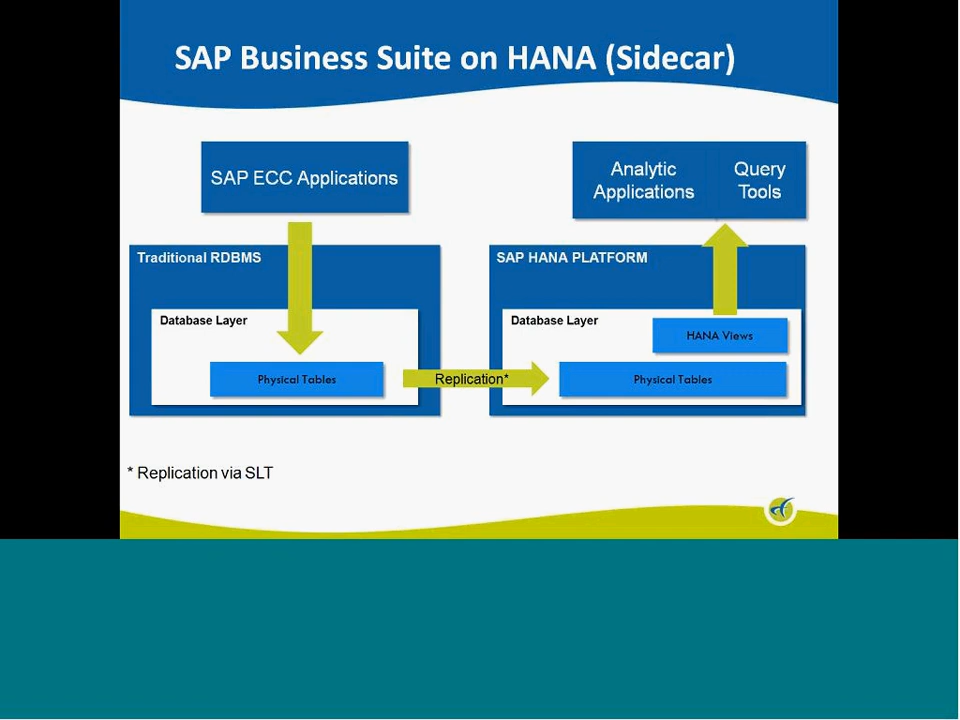 SAP Business Suite on HANA (Sidecar)
SAP ECC Applications
Analytic
Applications
Query
Tools
Traditional RDBMS
Database Layer
Physical Tables
Replication*
SAP HANA PLATFORM
Database Layer
HANA Views
Physical Tables
* Replication via SLT